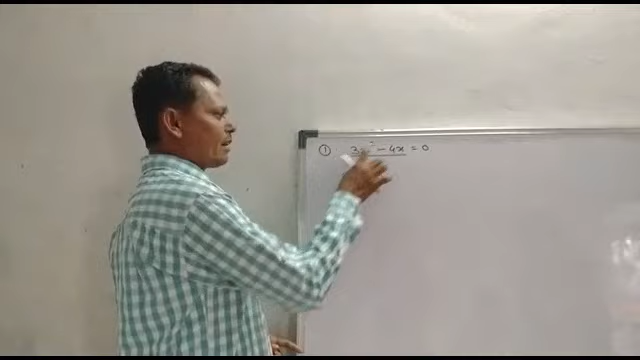 ① 3x² - 4x = 0